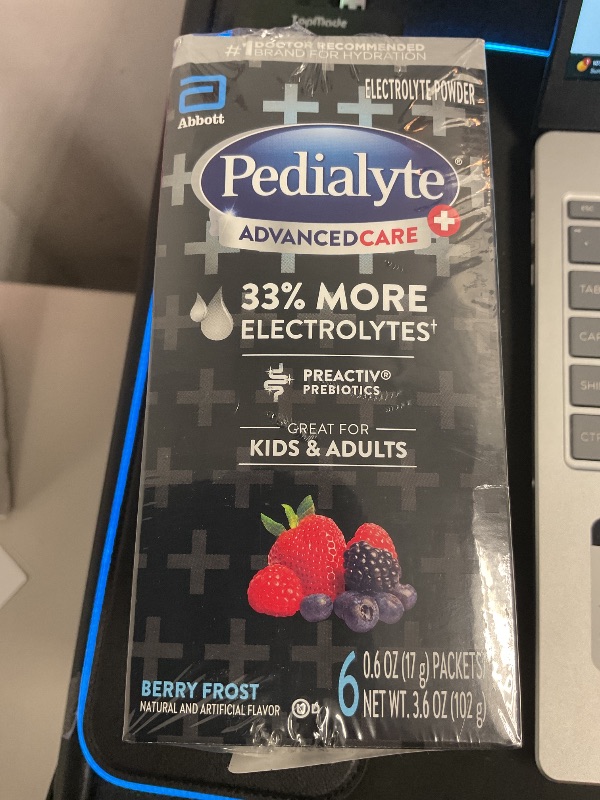 #1 DOCTOR RECOMMENDED
BRAND FOR HYDRATION
Abbott
ELECTROLYTE POWDER
Pedialyte®
ADVANCEDCARE
33% MORE
ELECTROLYTES†
PREACTIV®
PREBIOTICS
GREAT FOR
KIDS & ADULTS
BERRY FROST
NATURAL AND ARTIFICIAL FLAVOR
6 0.6 OZ (17 g) PACKETS
NET WT. 3.6 OZ (102 g)
esc
TAB